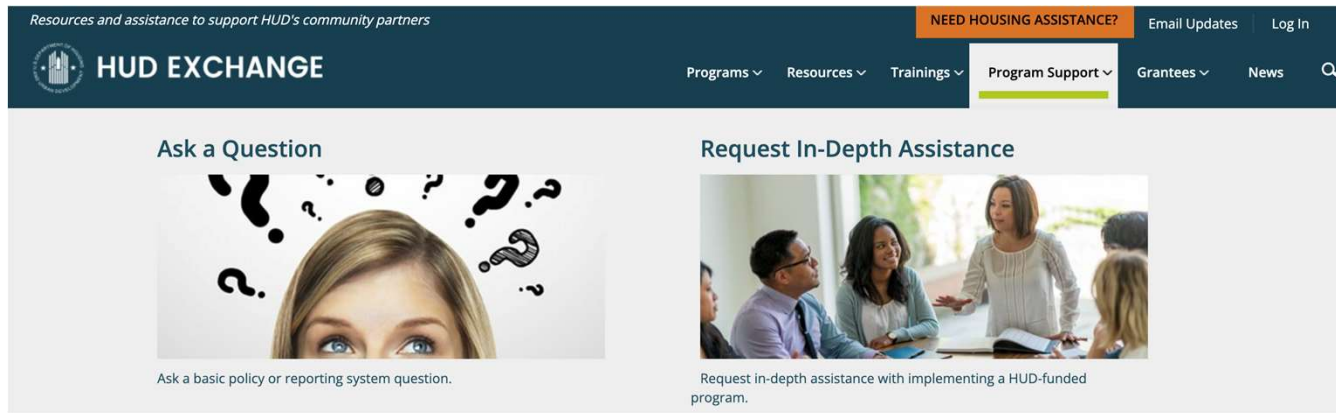 Resources and assistance to support HUD's community partners
NEED HOUSING ASSISTANCE?
Email Updates
Log In
HUD EXCHANGE
Programs
Resources
Trainings
Program Support
Grantees
News
Ask a Question
Request In-Depth Assistance
Ask a basic policy or reporting system question.
Request in-depth assistance with implementing a HUD-funded
program.